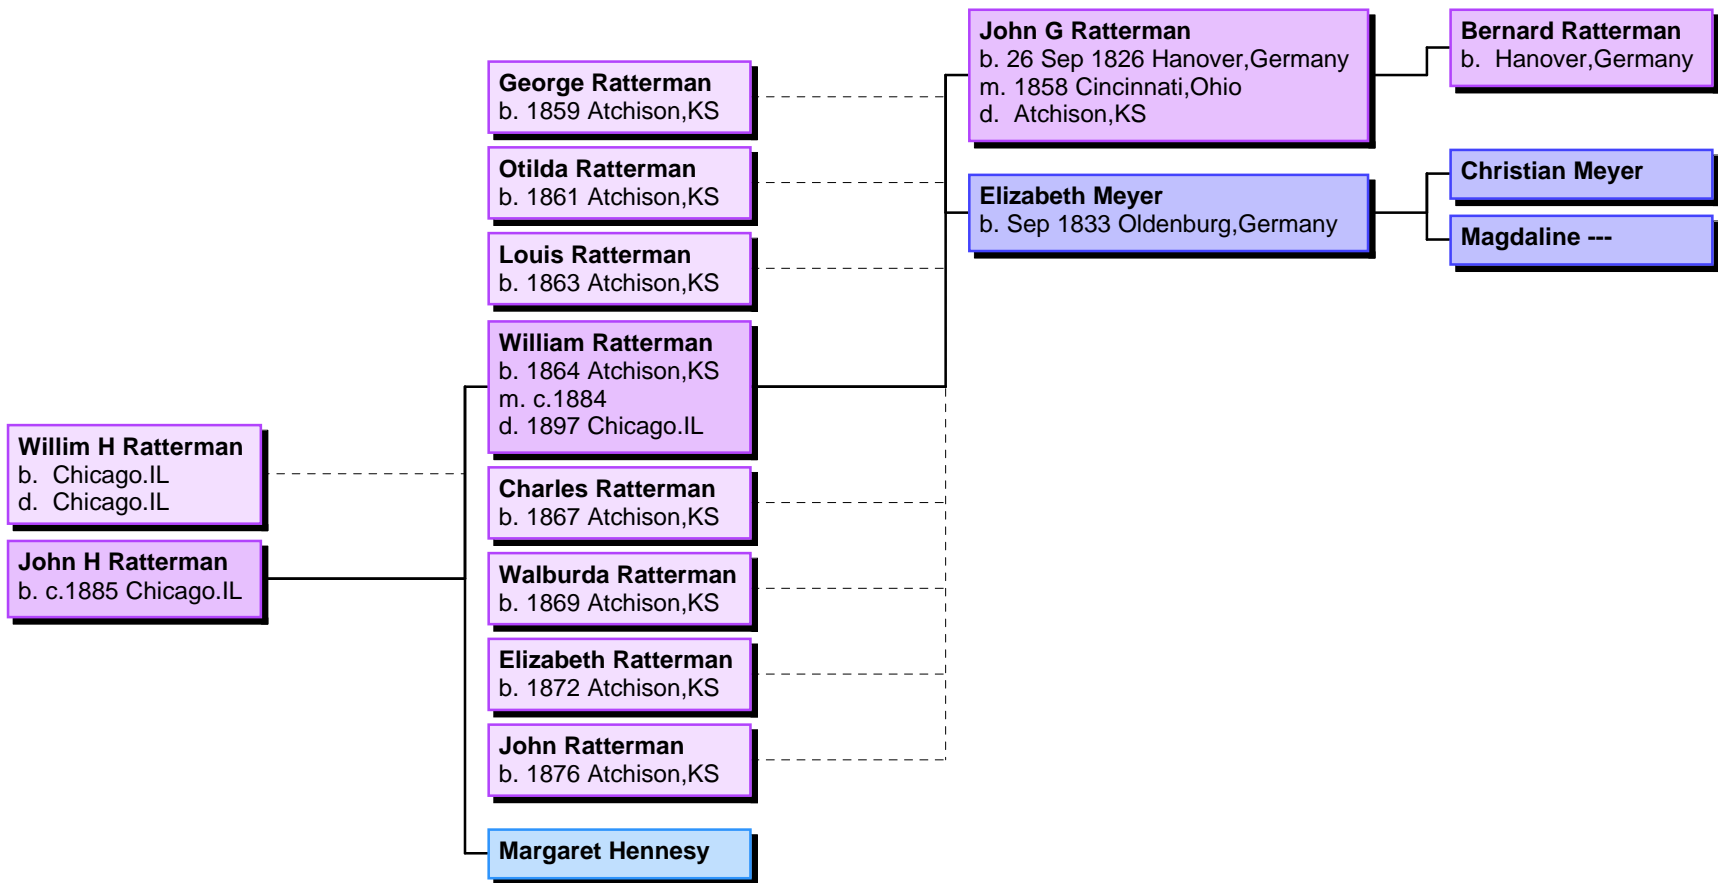 John G Ratterman
b. 26 Sep 1826 Hanover,Germany
m. 1858 Cincinnati,Ohio
d. Atchison,KS
Bernard Ratterman
b. Hanover,Germany
George Ratterman
b. 1859 Atchison,KS
Otilda Ratterman
b. 1861 Atchison,KS
Christian Meyer
Elizabeth Meyer
b. Sep 1833 Oldenburg,Germany
Magdaline ---
Louis Ratterman
b. 1863 Atchison,KS
William Ratterman
b. 1864 Atchison,KS
m. c.1884
d. 1897 Chicago.IL
Willim H Ratterman
b. Chicago.IL
d. Chicago.IL
Charles Ratterman
b. 1867 Atchison,KS
John H Ratterman
b. c.1885 Chicago.IL
Walburda Ratterman
b. 1869 Atchison,KS
Elizabeth Ratterman
b. 1872 Atchison,KS
John Ratterman
b. 1876 Atchison,KS
Margaret Hennesy